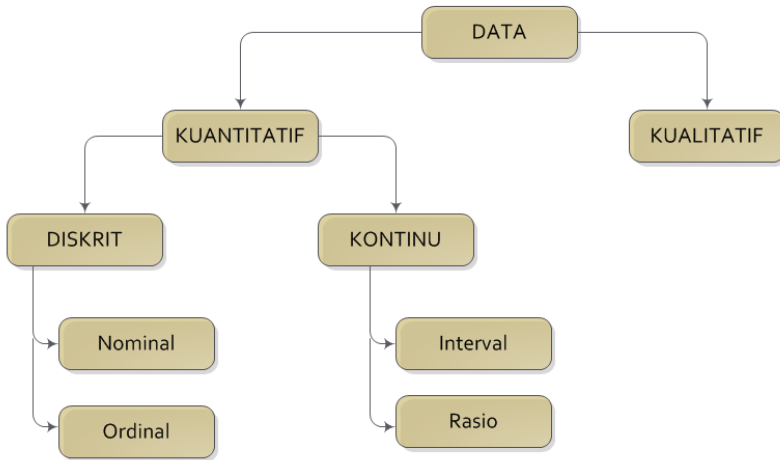 DATA
KUANTITATIF
KUALITATIF
DISKRIT
KONTINU
Nominal
Interval
Ordinal
Rasio